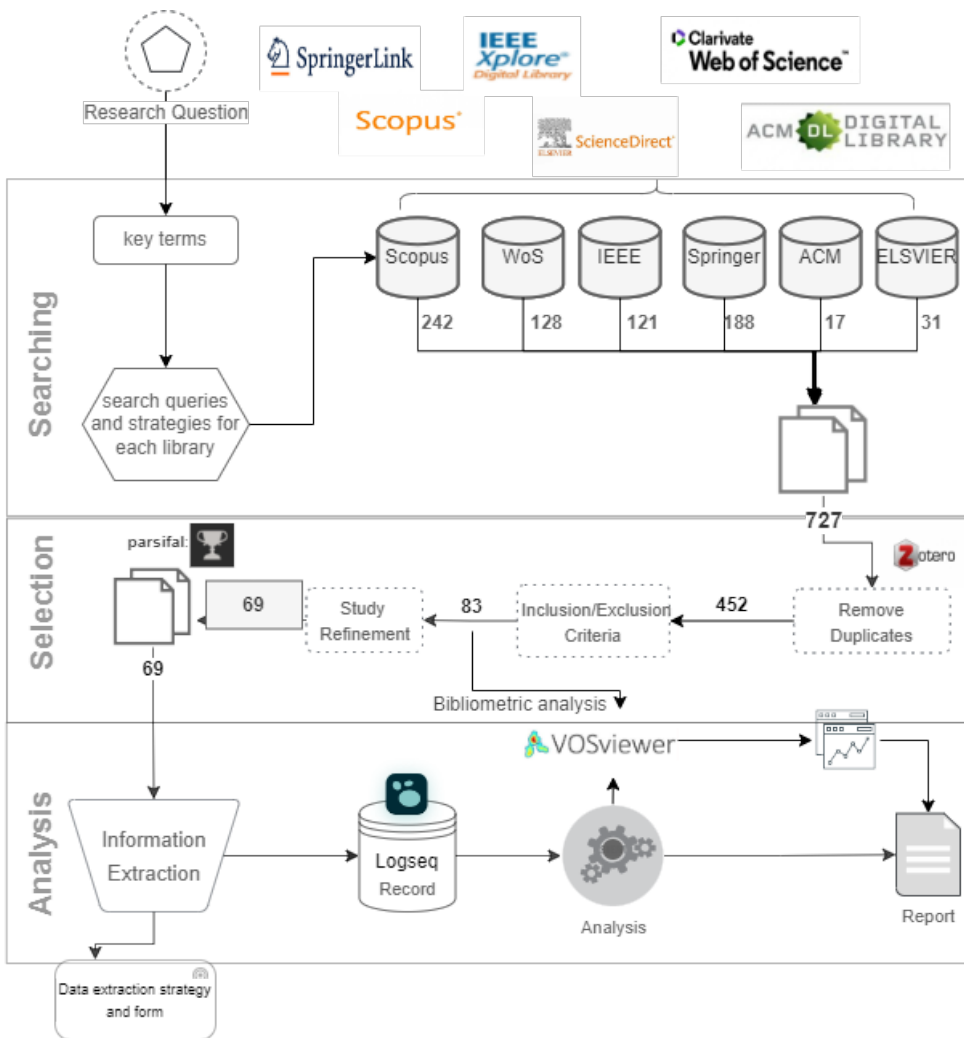 SpringerLink
IEEE
Xplore®
Digital Library
Clarivate
Web of Science™
Research Question
Scopus®
ELSEVIER
ScienceDirect®
ACM DL DIGITAL
LIBRARY
Searching
key terms
Scopus
WoS
IEEE
Springer
ACM
ELSVIER
242
128
121
188
17
31
search queries
and strategies for
each library
727
Selection
parsifal:
Zotero
69
Study
Refinement
83
Inclusion/Exclusion
Criteria
452
Remove
Duplicates
69
Bibliometric analysis
Analysis
VOSviewer
Information
Extraction
Logseq
Record
Analysis
Report
Data extraction strategy
and form